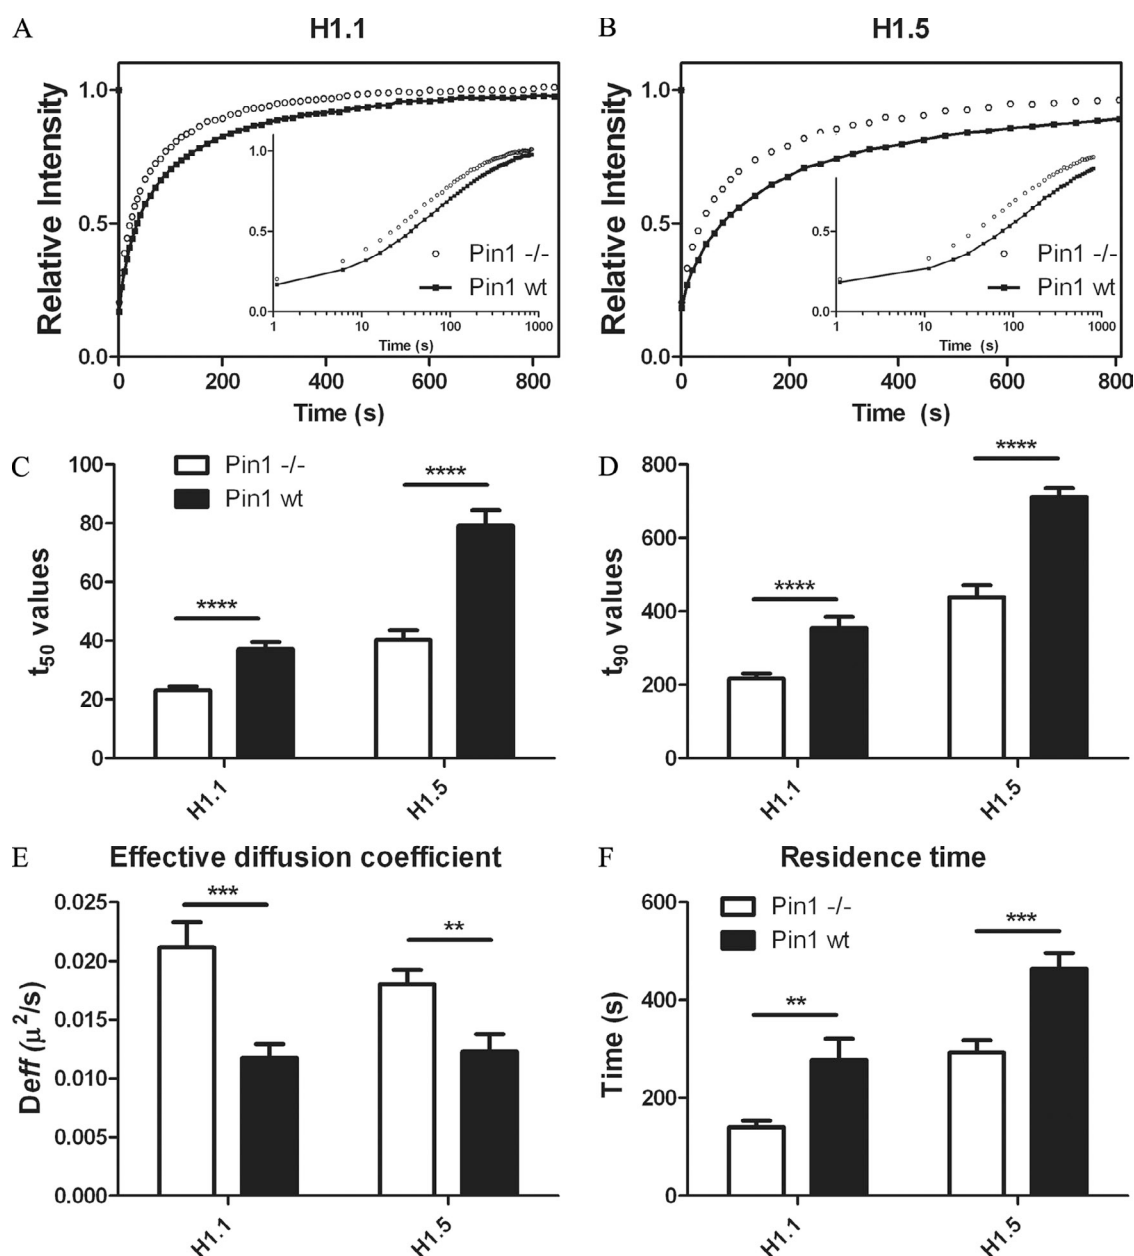 A H1.1
Relative Intensity
1.0
0.5
0.0
0 200 400 600 800
Time (s)
1.0
0.5
0.0
1 10 100 1000
Time (s)
Pin1 -/-
Pin1 wt
B H1.5
Relative Intensity
1.0
0.5
0.0
0 200 400 600 800
Time (s)
1.0
0.5
0.0
1 10 100 1000
Time (s)
Pin1 -/-
Pin1 wt
C
t50 values
100
80
60
40
20
0
Pin1 -/-
Pin1 wt
****
****
H1.1 H1.5
D
t90 values
800
600
400
200
0
****
****
H1.1 H1.5
E Effective diffusion coefficient
Deff (μ²/s)
0.025
0.020
0.015
0.010
0.005
0.000
***
**
H1.1 H1.5
F Residence time
Time (s)
600
400
200
0
Pin1 -/-
Pin1 wt
**
***
H1.1 H1.5